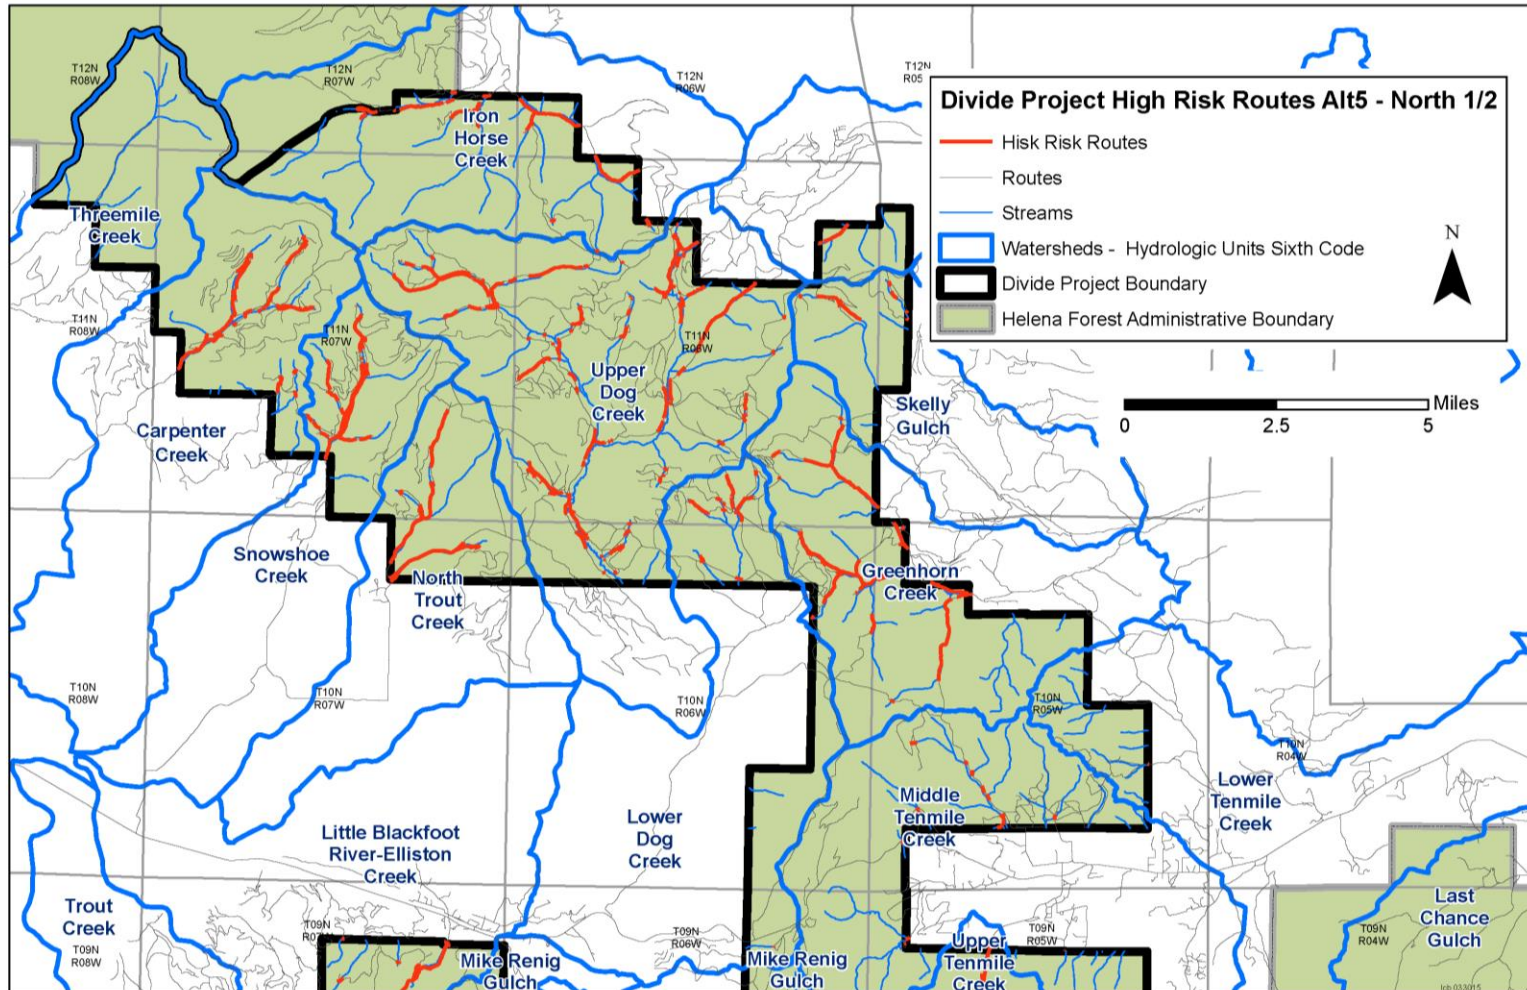 T12N
R08W
T12N
R07W
T12N
R06W
T12N
R05
Divide Project High Risk Routes Alt5 - North 1/2
Hisk Risk Routes
Routes
Streams
Watersheds - Hydrologic Units Sixth Code
Divide Project Boundary
Helena Forest Administrative Boundary
N
Miles
0
2.5
5
Iron
Horse
Creek
Threemile
Creek
T11N
R08W
T11N
R07W
T11N
R06W
Upper
Dog
Creek
Skelly
Gulch
Carpenter
Creek
Snowshoe
Creek
North
Trout
Creek
Greenhorn
Creek
T10N
R08W
T10N
R07W
T10N
R06W
T10N
R05W
T10N
R04W
Lower
Tenmile
Creek
Middle
Tenmile
Creek
Lower
Dog
Creek
Little Blackfoot
River-Elliston
Creek
Trout
Creek
Last
Chance
Gulch
T09N
R08W
T09N
T09N
R06W
T09N
R05W
T09N
R04W
Mike Renig
Gulch
Mike Renig
Gulch
Upper
Tenmile
Creek